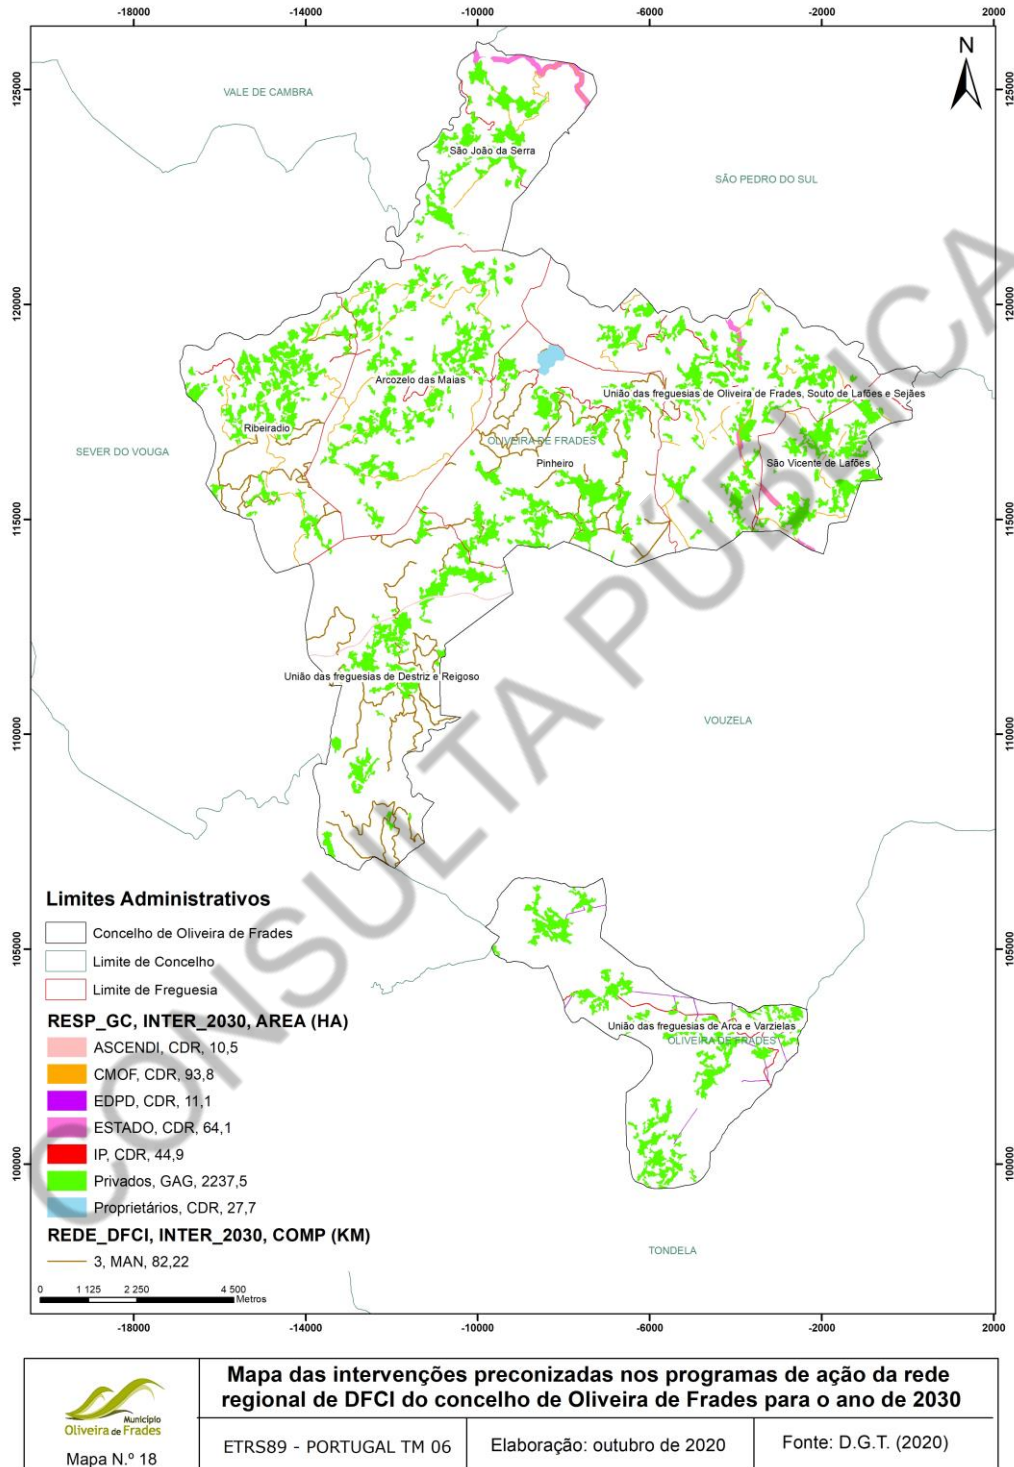 -18000 -14000 -10000 -6000 -2000 2000
125000
120000
115000
110000
105000
100000
125000
120000
115000
110000
105000
100000
N
VALE DE CAMBRA
SÃO PEDRO DO SUL
São João da Serra
Arcozelo das Maias
União das freguesias de Oliveira de Frades, Souto de Lafões e Sejães
Ribeiradio
OLIVEIRA DE FRADES
SEVER DO VOUGA
Pinheiro
São Vicente de Lafões
União das freguesias de Destriz e Reigoso
VOUZELA
União das freguesias de Arca e Varzielas
OLIVEIRA DE FRADES
TONDELA
CONSULTA PÚBLICA
Limites Administrativos
Concelho de Oliveira de Frades
Limite de Concelho
Limite de Freguesia
RESP_GC, INTER_2030, AREA (HA)
ASCENDI, CDR, 10,5
CMOF, CDR, 93,8
EDPD, CDR, 11,1
ESTADO, CDR, 64,1
IP, CDR, 44,9
Privados, GAG, 2237,5
Proprietários, CDR, 27,7
REDE_DFCI, INTER_2030, COMP (KM)
3, MAN, 82,22
0 1 125 2 250 4 500
Metros
-18000 -14000 -10000 -6000 -2000 2000
Município
Oliveira de Frades
Mapa N.º 18
Mapa das intervenções preconizadas nos programas de ação da rede
regional de DFCI do concelho de Oliveira de Frades para o ano de 2030
ETRS89 - PORTUGAL TM 06
Elaboração: outubro de 2020
Fonte: D.G.T. (2020)